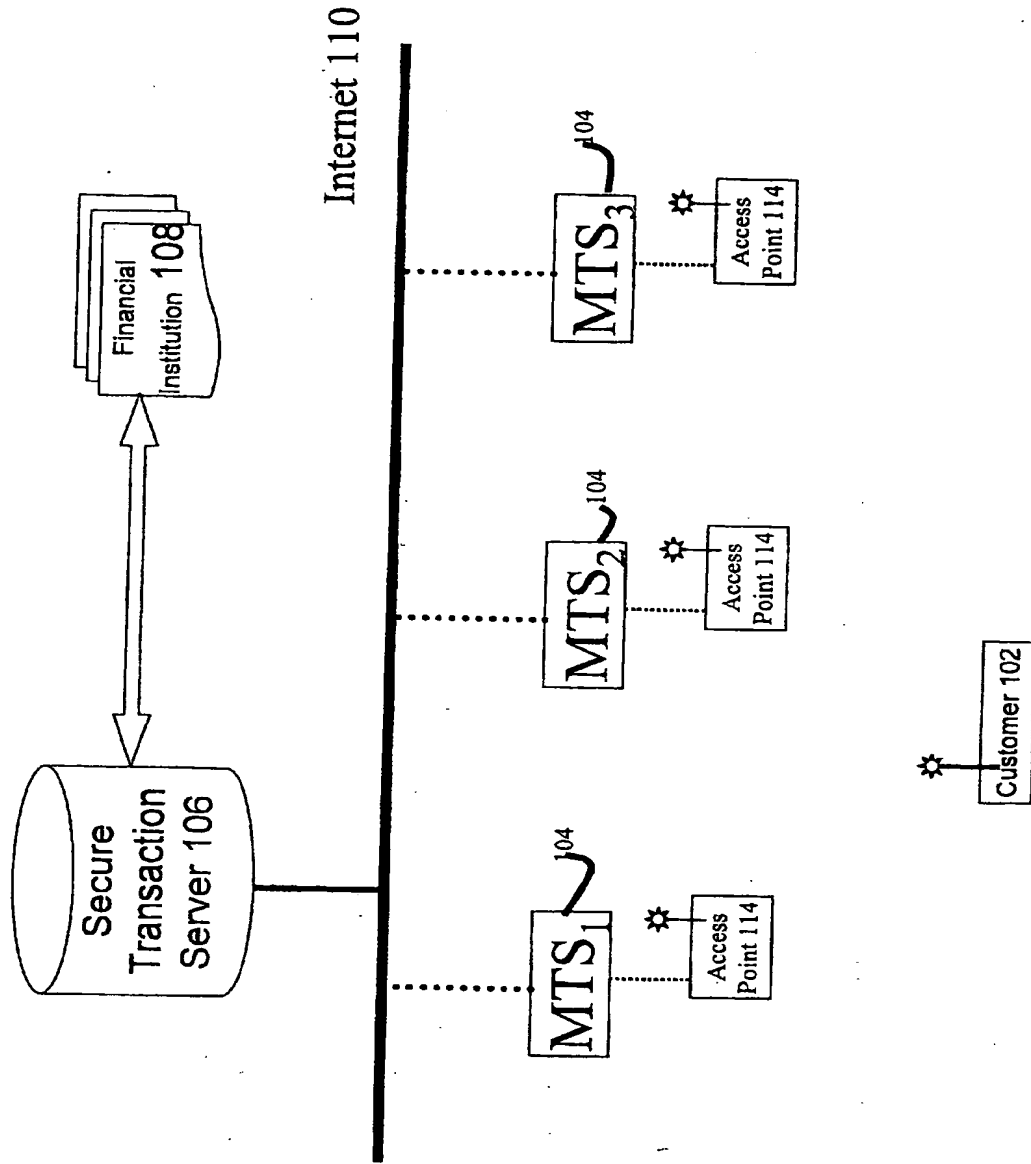 Secure
Transaction
Server 106
Financial
Institution 108
Internet 110
MTS1
104
MTS2
104
MTS3
104
Access
Point 114
Access
Point 114
Access
Point 114
Customer 102